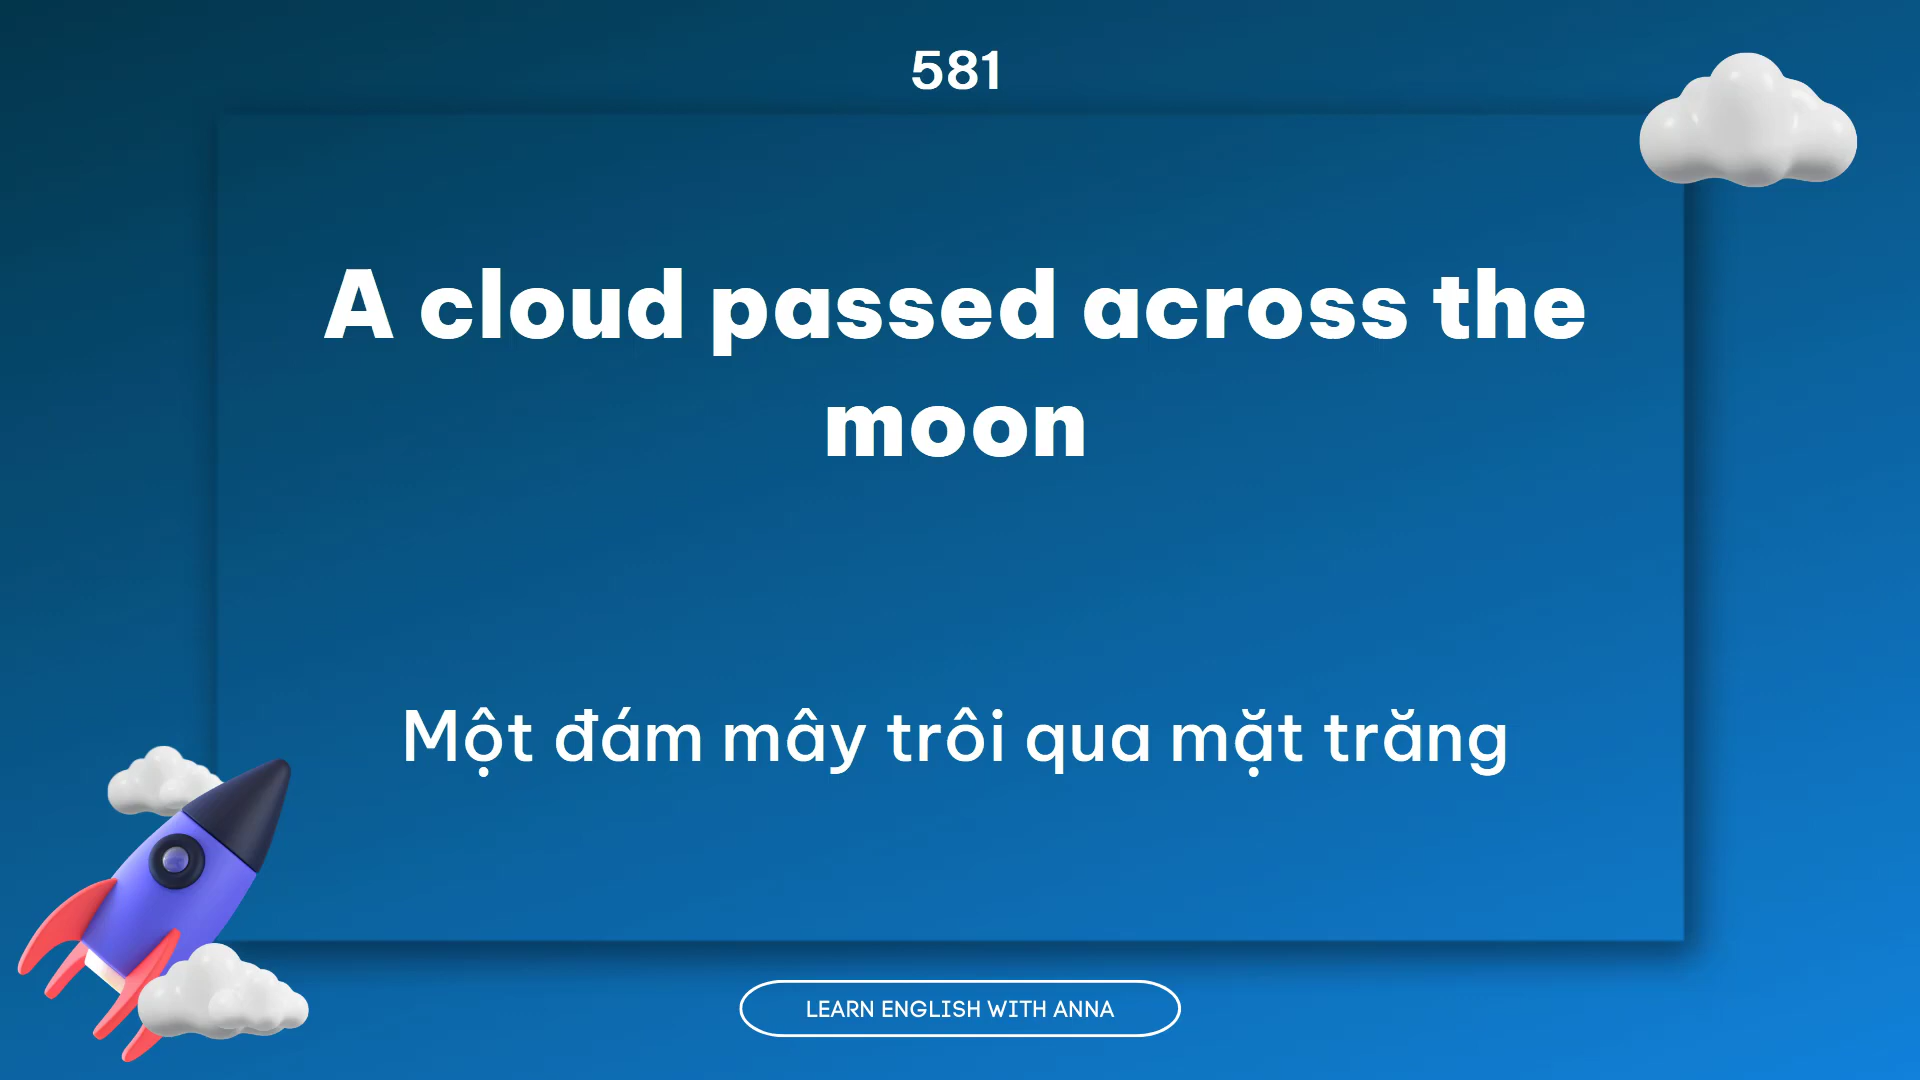 581
A cloud passed across the
moon
Một đám mây trôi qua mặt trăng
LEARN ENGLISH WITH ANNA